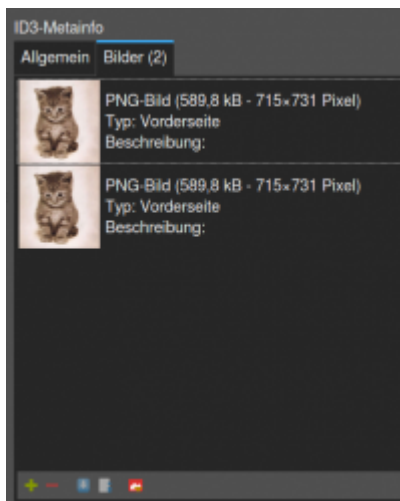 ID3-Metainfo
Allgemein Bilder (2)
PNG-Bild (589,8 kB - 715×731 Pixel)
Typ: Vorderseite
Beschreibung:
PNG-Bild (589,8 kB - 715×731 Pixel)
Typ: Vorderseite
Beschreibung: